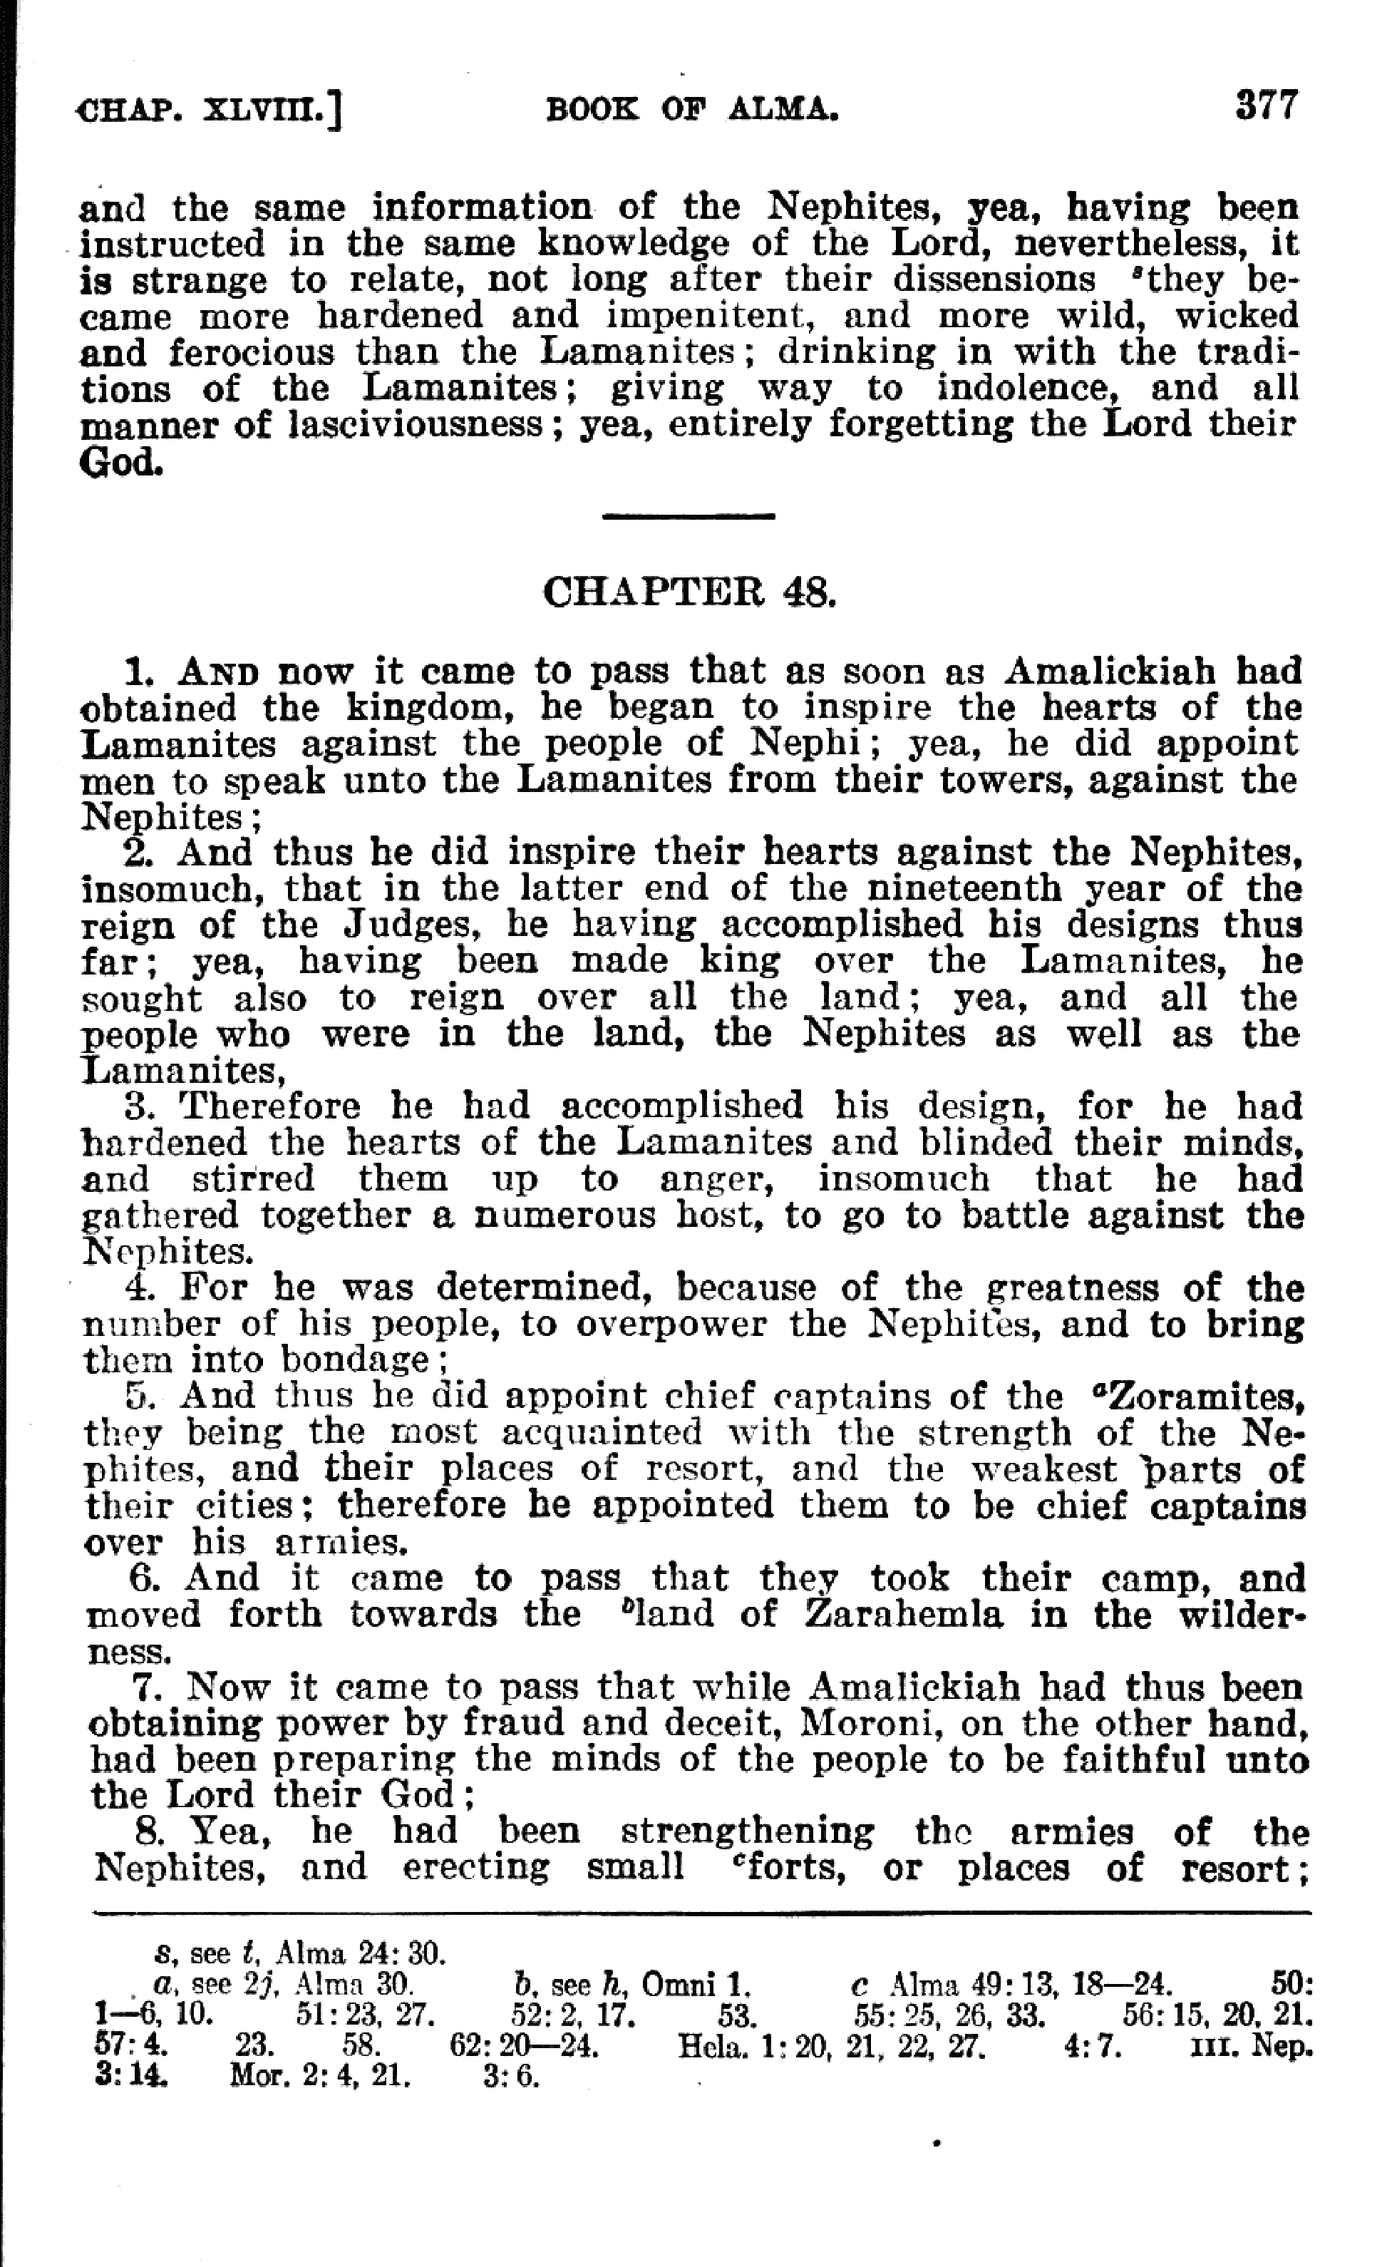 CHAP. XLVIII.] BOOK OF ALMA. 377
and the same information of the Nephites, yea, having been
instructed in the same knowledge of the Lord, nevertheless, it
is strange to relate, not long after their dissensions sthey be-
came more hardened and impenitent, and more wild, wicked
and ferocious than the Lamanites; drinking in with the tradi-
tions of the Lamanites; giving way to indolence, and all
manner of lasciviousness; yea, entirely forgetting the Lord their
God.
CHAPTER 48.
1. AND now it came to pass that as soon as Amalickiah had
obtained the kingdom, he began to inspire the hearts of the
Lamanites against the people of Nephi; yea, he did appoint
men to speak unto the Lamanites from their towers, against the
Nephites;
2. And thus he did inspire their hearts against the Nephites,
insomuch, that in the latter end of the nineteenth year of the
reign of the Judges, he having accomplished his designs thus
far; yea, having been made king over the Lamanites, he
sought also to reign over all the land; yea, and all the
people who were in the land, the Nephites as well as the
Lamanites,
3. Therefore he had accomplished his design, for he had
hardened the hearts of the Lamanites and blinded their minds,
and stirred them up to anger, insomuch that he had
gathered together a numerous host, to go to battle against the
Nephites.
4. For he was determined, because of the greatness of the
number of his people, to overpower the Nephites, and to bring
them into bondage;
5. And thus he did appoint chief captains of the aZoramites,
they being the most acquainted with the strength of the Ne-
phites, and their places of resort, and the weakest parts of
their cities; therefore he appointed them to be chief captains
over his armies.
6. And it came to pass that they took their camp, and
moved forth towards the bland of Zarahemla in the wilder-
ness.
7. Now it came to pass that while Amalickiah had thus been
obtaining power by fraud and deceit, Moroni, on the other hand,
had been preparing the minds of the people to be faithful unto
the Lord their God;
8. Yea, he had been strengthening the armies of the
Nephites, and erecting small cforts, or places of resort;
s, see t, Alma 24: 30.
a, see 2j, Alma 30. b, see h, Omni 1. c Alma 49: 13, 18—24. 50:
1—6, 10. 51: 23, 27. 52: 2, 17. 53. 55: 25, 26, 33. 56: 15, 20, 21.
57: 4. 23. 58. 62: 20—24. Hela. 1: 20, 21, 22, 27. 4: 7. III. Nep.
3: 14. Mor. 2: 4, 21. 3: 6.